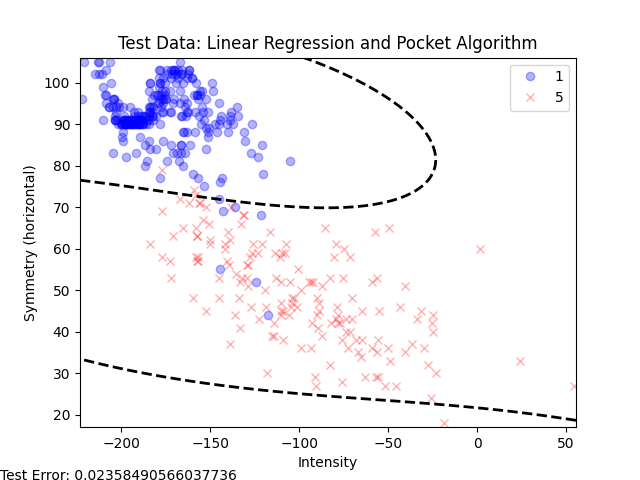 Test Data: Linear Regression and Pocket Algorithm
1
5
100
90
80
70
60
50
40
30
20
Symmetry (horizontal)
−200 −150 −100 −50 0 50
Intensity
Test Error: 0.02358490566037736